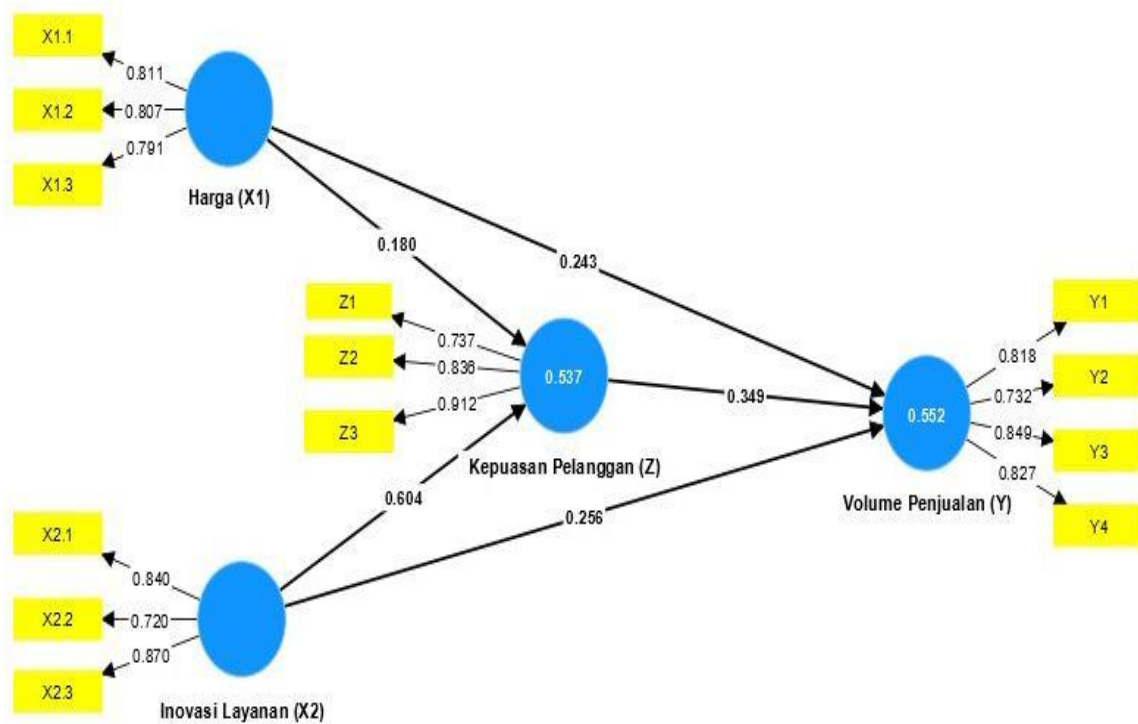 X1.1
0.811
X1.2
0.807
X1.3
0.791
Harga (X1)
0.180
0.243
Z1
0.737
Z2
0.836
Z3
0.912
0.537
Kepuasan Pelanggan (Z)
0.349
0.604
0.256
0.552
Volume Penjualan (Y)
Y1
0.818
Y2
0.732
Y3
0.849
Y4
0.827
X2.1
0.840
X2.2
0.720
X2.3
0.870
Inovasi Layanan (X2)